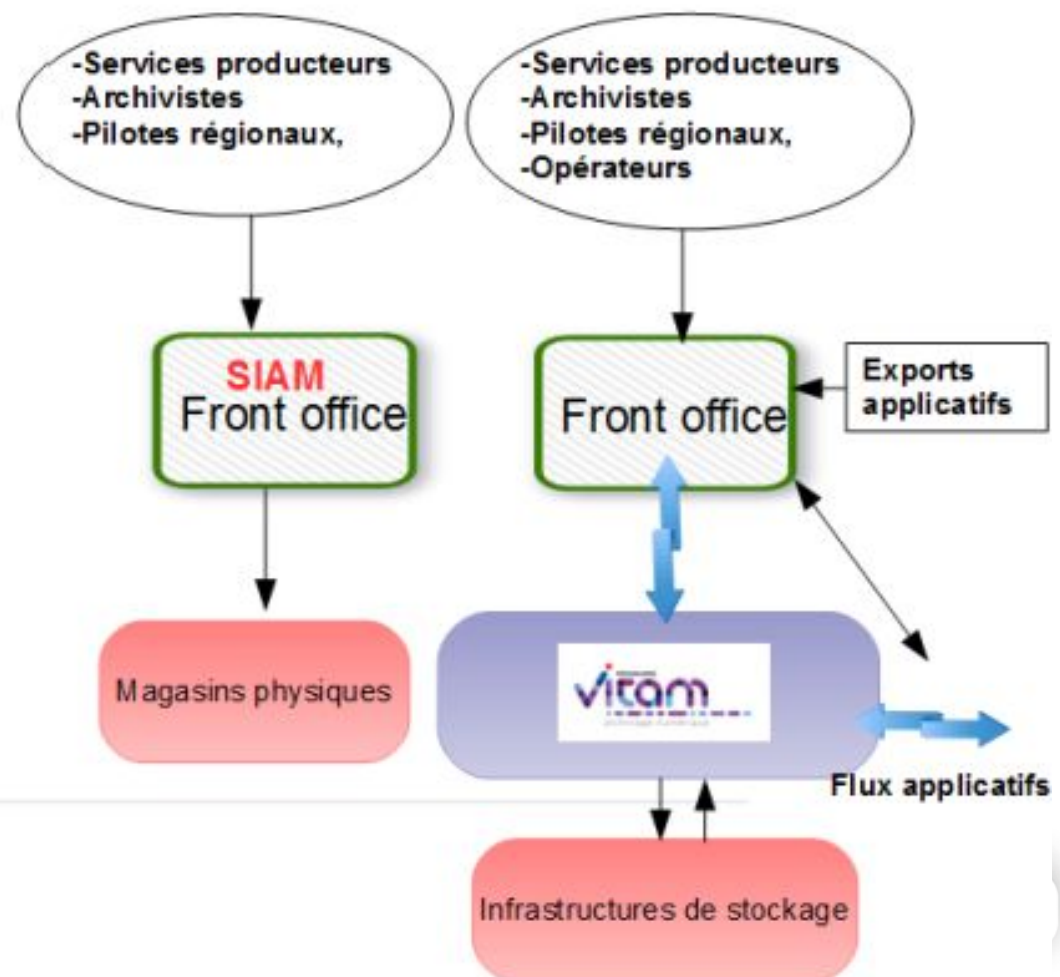 -Services producteurs
-Archivistes
-Pilotes régionaux,
-Services producteurs
-Archivistes
-Pilotes régionaux,
-Opérateurs
SIAM
Front office
Front office
Exports
applicatifs
Magasins physiques
vitam
Flux applicatifs
Infrastructures de stockage